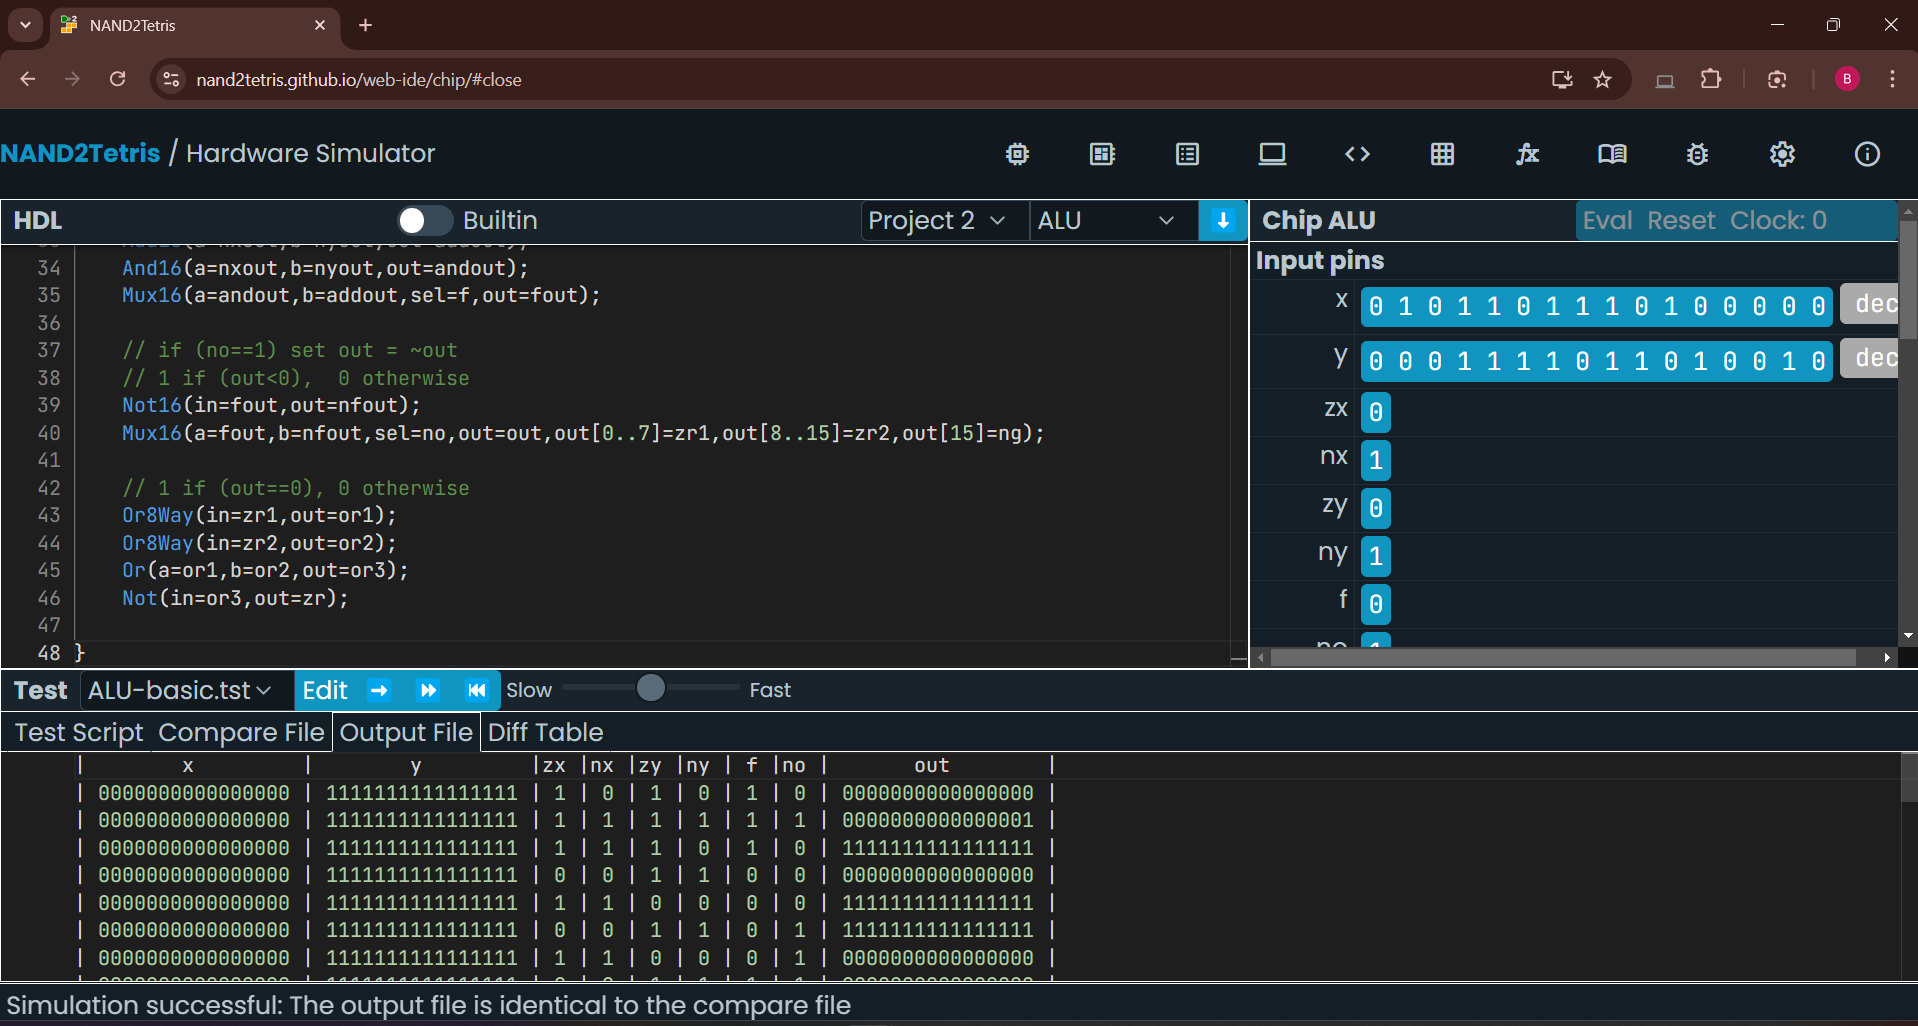 NAND2Tetris
nand2tetris.github.io/web-ide/chip/#close
B
NAND2Tetris / Hardware Simulator
HDL
Builtin
Project 2
ALU
34 And16(a=nxout,b=nyout,out=andout);
35 Mux16(a=andout,b=addout,sel=f,out=fout);
36
37 // if (no==1) set out = ~out
38 // 1 if (out<0),  0 otherwise
39 Not16(in=fout,out=nfout);
40 Mux16(a=fout,b=nfout,sel=no,out=out,out[0..7]=zr1,out[8..15]=zr2,out[15]=ng);
41
42 // 1 if (out==0), 0 otherwise
43 Or8Way(in=zr1,out=or1);
44 Or8Way(in=zr2,out=or2);
45 Or(a=or1,b=or2,out=or3);
46 Not(in=or3,out=zr);
47
48 }
Chip ALU
Eval Reset Clock: 0
Input pins
x 0 1 0 1 1 0 1 1 1 0 1 0 0 0 0 0 dec
y 0 0 0 1 1 1 1 0 1 1 0 1 0 0 1 0 dec
zx 0
nx 1
zy 0
ny 1
f 0
no 1
Test ALU-basic.tst Edit Slow Fast
Test Script Compare File Output File Diff Table
| x | y |zx |nx |zy |ny | f |no | out |
| 0000000000000000 | 1111111111111111 | 1 | 0 | 1 | 0 | 1 | 0 | 0000000000000000 |
| 0000000000000000 | 1111111111111111 | 1 | 1 | 1 | 1 | 1 | 1 | 0000000000000001 |
| 0000000000000000 | 1111111111111111 | 1 | 1 | 1 | 0 | 1 | 0 | 1111111111111111 |
| 0000000000000000 | 1111111111111111 | 0 | 0 | 1 | 1 | 0 | 0 | 0000000000000000 |
| 0000000000000000 | 1111111111111111 | 1 | 1 | 0 | 0 | 0 | 0 | 1111111111111111 |
| 0000000000000000 | 1111111111111111 | 0 | 0 | 1 | 1 | 0 | 1 | 1111111111111111 |
| 0000000000000000 | 1111111111111111 | 1 | 1 | 0 | 0 | 0 | 1 | 0000000000000000 |
Simulation successful: The output file is identical to the compare file